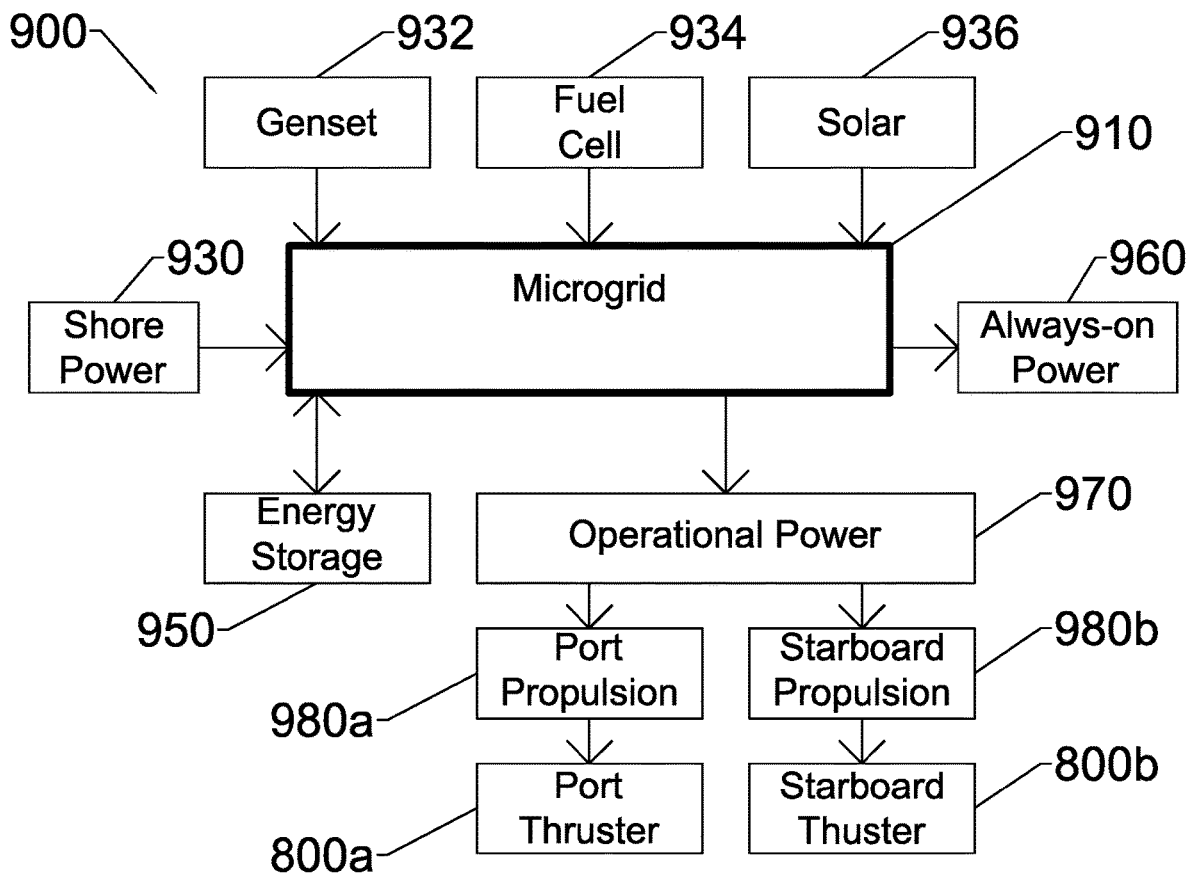 900
932
934
936
Genset
Fuel
Cell
Solar
910
930
Microgrid
960
Shore
Power
Always-on
Power
Energy
Storage
970
Operational Power
950
Port
Propulsion
Starboard
Propulsion
980b
980a
Port
Thruster
Starboard
Thuster
800b
800a